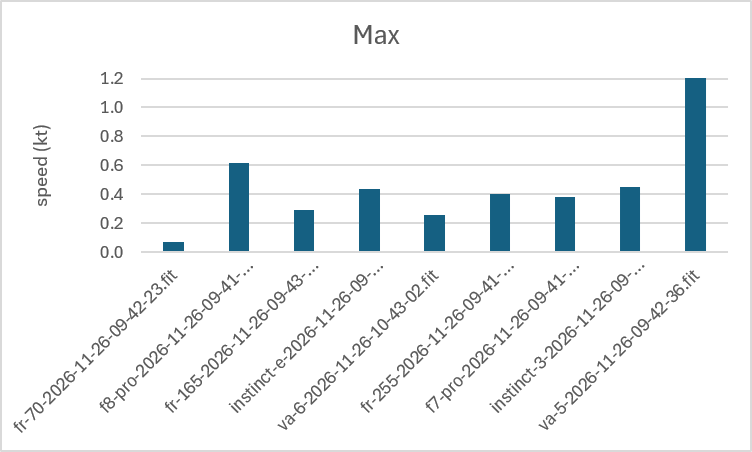 Max
speed (kt)
1.2
1.0
0.8
0.6
0.4
0.2
0.0
fr-70-2026-11-26-09-42-23.fit
f8-pro-2026-11-26-09-41-...
fr-165-2026-11-26-09-43-...
instinct-e-2026-11-26-09-...
va-6-2026-11-26-10-43-02.fit
fr-255-2026-11-26-09-41-...
f7-pro-2026-11-26-09-41-...
instinct-3-2026-11-26-09-...
va-5-2026-11-26-09-42-36.fit